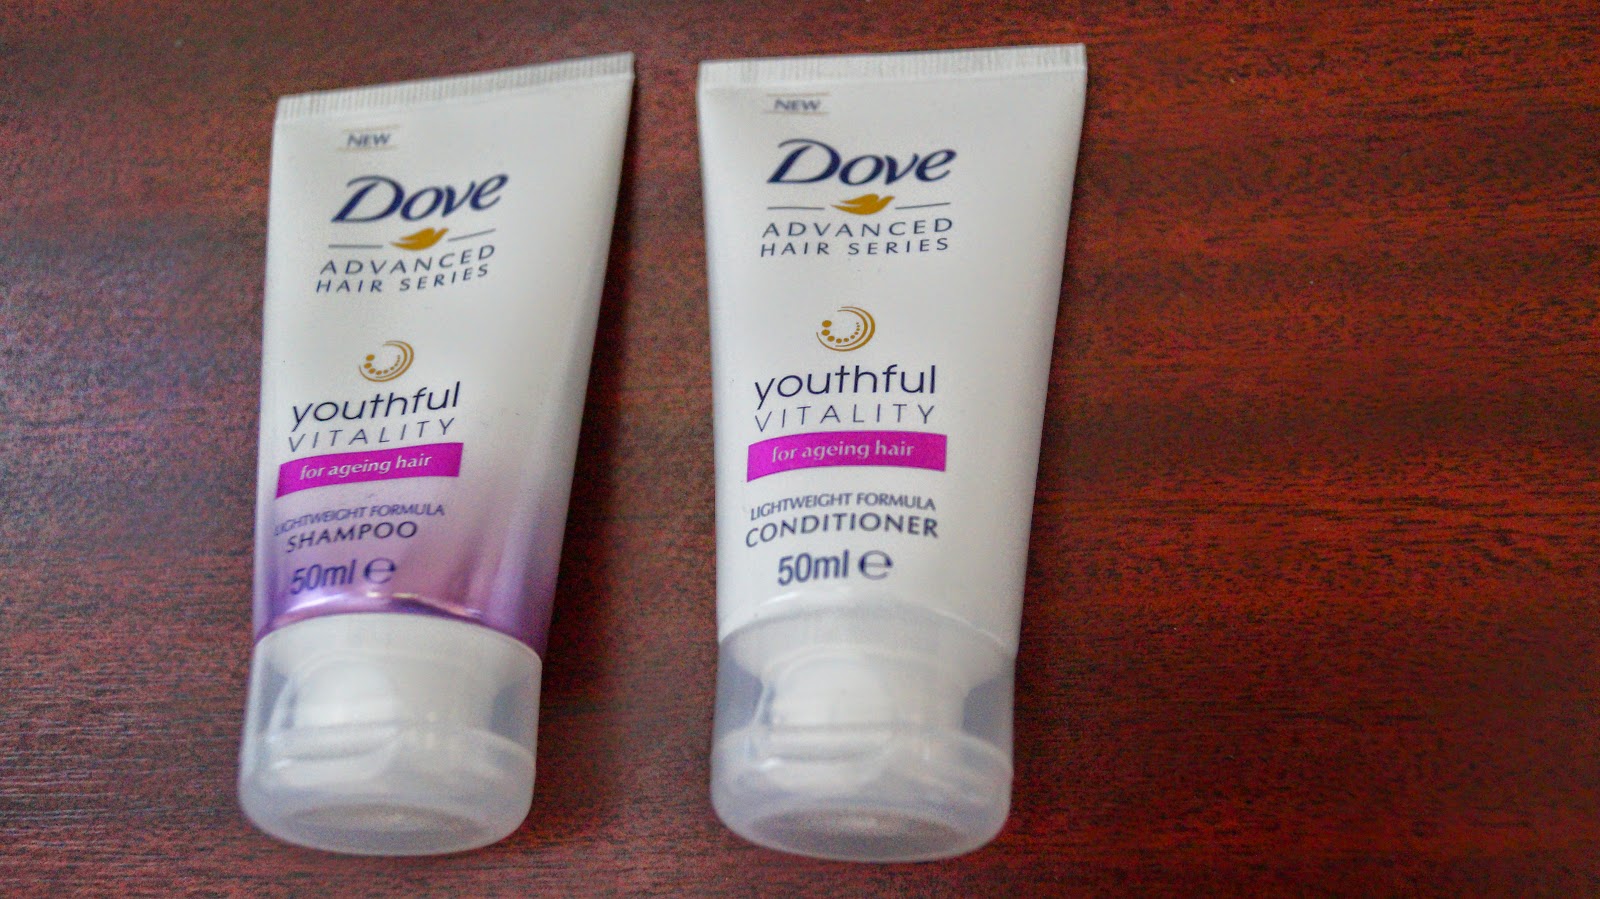 NEW
Dove
ADVANCED
HAIR SERIES
youthful
VITALITY
for ageing hair
LIGHTWEIGHT FORMULA
SHAMPOO
50ml ℮
NEW
Dove
ADVANCED
HAIR SERIES
youthful
VITALITY
for ageing hair
LIGHTWEIGHT FORMULA
CONDITIONER
50ml ℮